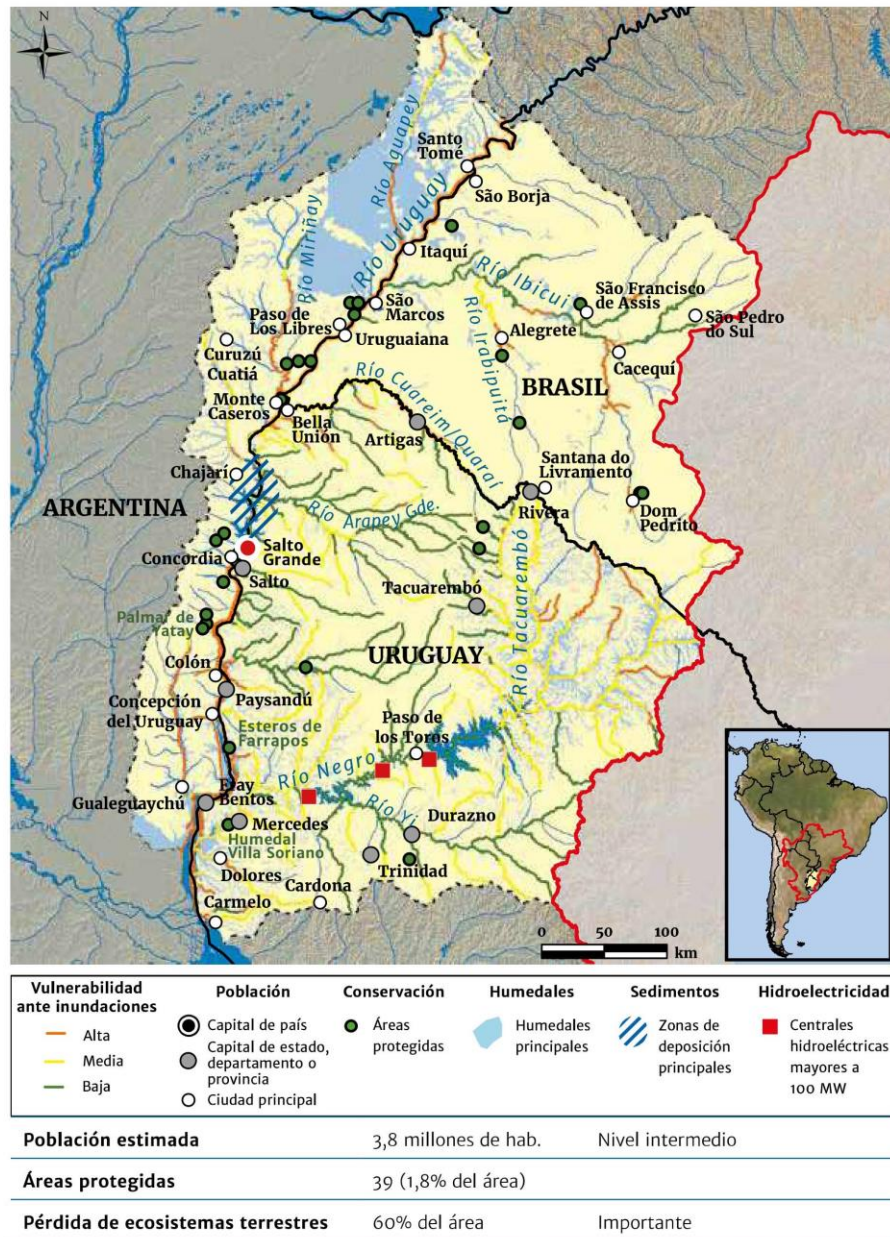 N
Río Aguapey
Santo
Tomé
São Borja
Río Uruguay
Río Miriñay
Itaquí
Río Ibicuí
São Francisco
de Assis
São
Marcos
Paso de
Los Libres
Uruguaiana
Río Irabipuitá
Alegrete
São Pedro
do Sul
Curuzú
Cuatiá
Cacequí
BRASIL
Río Cuareim/Quaraí
Monte
Caseros
Bella
Unión
Artigas
Santana do
Livramento
Chajarí
ARGENTINA
Rivera
Dom
Pedrito
Río Arapey Gde.
Salto
Grande
Concordia
Salto
Río Tacuarembó
Tacuarembó
Palmar de
Yatay
URUGUAY
Colón
Paysandú
Concepción
del Uruguay
Paso de
los Toros
Esteros de
Farrapos
Río Negro
Fray
Bentos
Gualeguaychú
Río Yi
Durazno
Mercedes
Humedal
Villa Soriano
Trinidad
Dolores
Cardona
Carmelo
0 50 100
km
Vulnerabilidad
ante inundaciones
Alta
Media
Baja
Población
Capital de país
Capital de estado,
departamento o
provincia
Ciudad principal
Conservación
Áreas
protegidas
Humedales
Humedales
principales
Sedimentos
Zonas de
deposición
principales
Hidroelectricidad
Centrales
hidroeléctricas
mayores a
100 MW
Población estimada 3,8 millones de hab. Nivel intermedio
Áreas protegidas 39 (1,8% del área)
Pérdida de ecosistemas terrestres 60% del área Importante